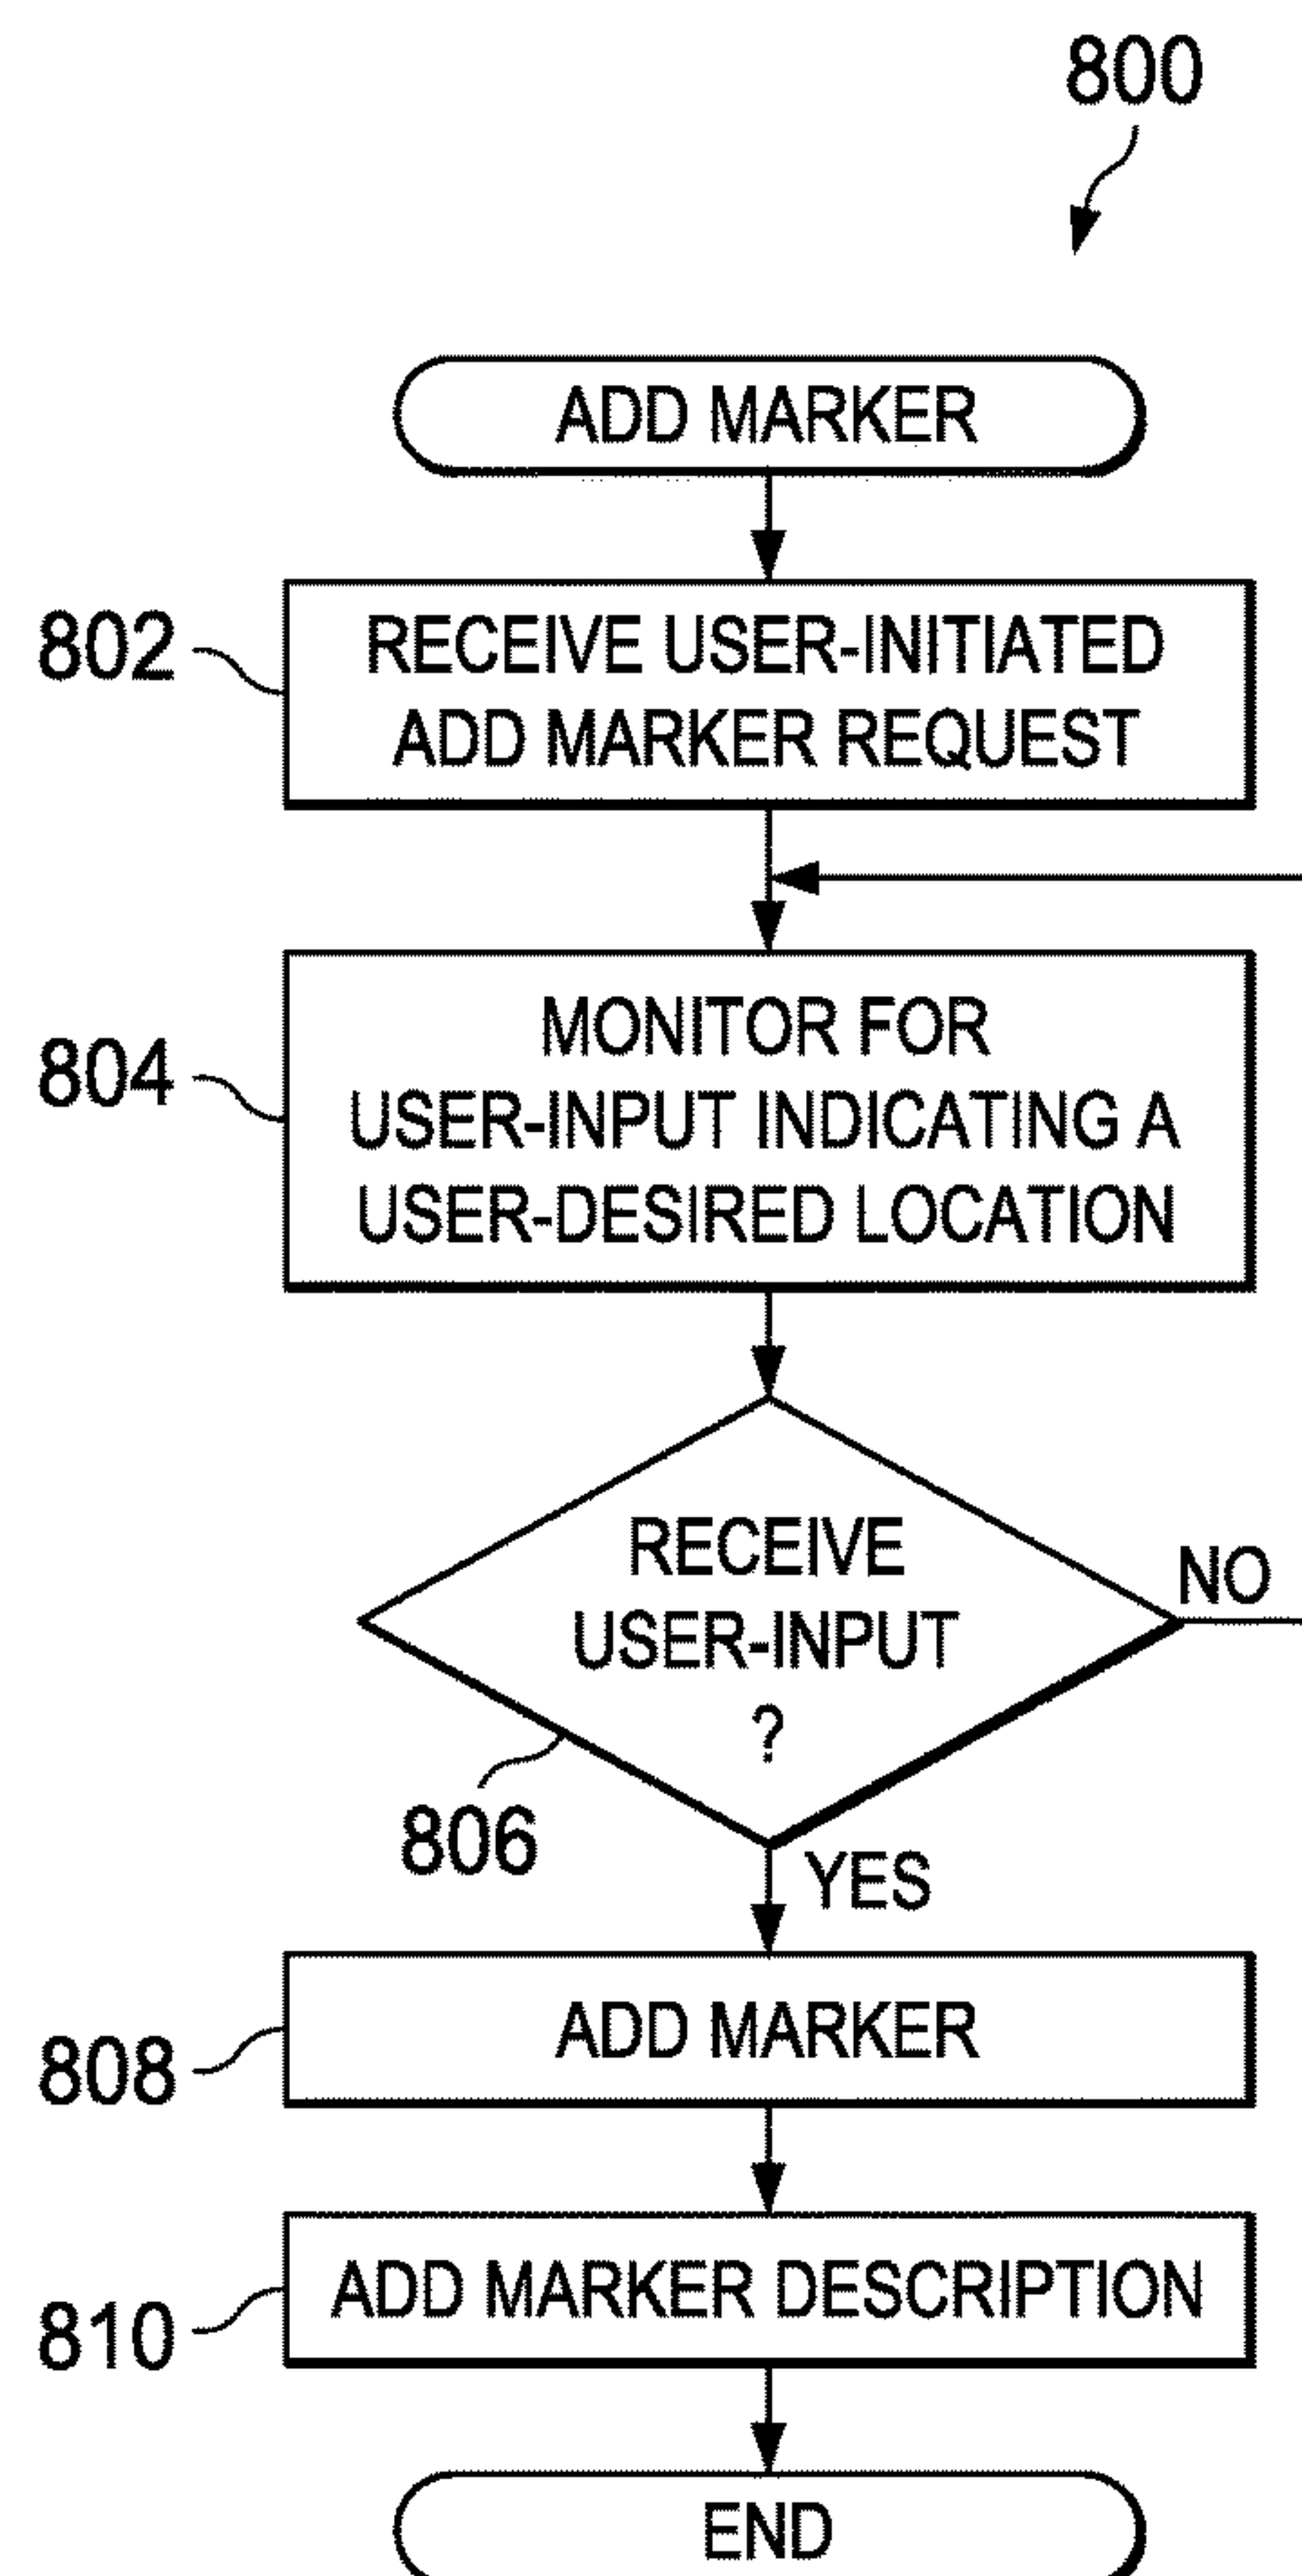 800
ADD MARKER
802
RECEIVE USER-INITIATED
ADD MARKER REQUEST
804
MONITOR FOR
USER-INPUT INDICATING A
USER-DESIRED LOCATION
RECEIVE
USER-INPUT
?
NO
806
YES
808
ADD MARKER
810
ADD MARKER DESCRIPTION
END